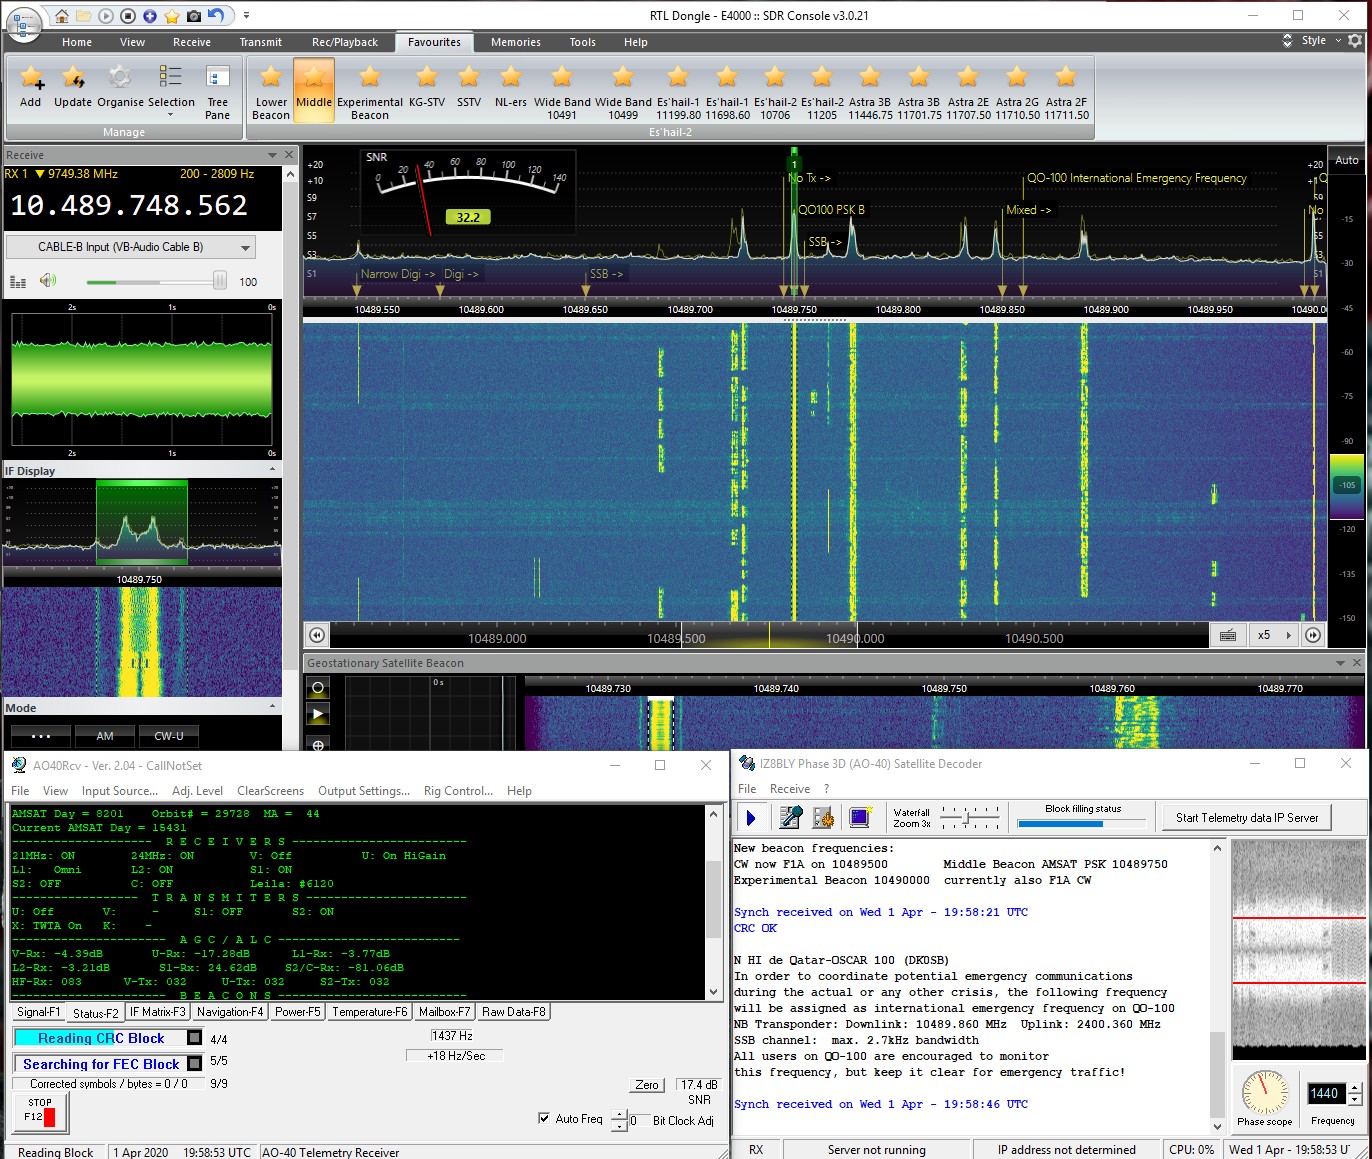 RTL Dongle - E4000 :: SDR Console v3.0.21
Home View Receive Transmit Rec/Playback Favourites Memories Tools Help Style
Add Update Organise Selection Tree Pane
Manage
Lower Beacon Middle Experimental Beacon KG-STV SSTV NL-ers Wide Band 10491 Wide Band 10499 Es'hail-1 11199.80 Es'hail-1 11698.60 Es'hail-2 10706 Es'hail-2 11205 Astra 3B 11446.75 Astra 3B 11701.75 Astra 2E 11707.50 Astra 2G 11710.50 Astra 2F 11711.50
Es'hail-2
Receive
RX 1 ▼ 9749.38 MHz 200 - 2809 Hz
10.489.748.562
CABLE-B Input (VB-Audio Cable B)
100
2s 1s 0s
2s 1s 0s
IF Display
10489.750
Mode
... AM CW-U
SNR
0 20 40 60 80 100 120 140
32.2
+20
+10
S9
S7
S5
S3
S1
1
No Tx ->
QO-100 International Emergency Frequency
QO100 PSK B
Mixed ->
No
SSB ->
Narrow Digi -> Digi -> SSB ->
10489.550 10489.600 10489.650 10489.700 10489.750 10489.800 10489.850 10489.900 10489.950 10490.0
Auto
-15
-30
-45
-60
-75
-90
-105
-120
-135
-150
10489.000 10489.500 10490.000 10490.500
x5
Geostationary Satellite Beacon
0 s
10489.730 10489.740 10489.750 10489.760 10489.770
AO40Rcv - Ver. 2.04 - CallNotSet
File View Input Source... Adj. Level ClearScreens Output Settings... Rig Control... Help
AMSAT Day = 8201 Orbit# = 29728 MA = 44
Current AMSAT Day = 15431
R E C E I V E R S
21MHz: ON 24MHz: ON V: Off U: On HiGain
L1: Omni L2: ON S1: ON
S2: OFF C: OFF Leila: #6120
T R A N S M I T E R S
U: Off V: - S1: OFF S2: ON
X: TWTA On K: -
A G C / A L C
V-Rx: -4.39dB U-Rx: -17.28dB L1-Rx: -3.77dB
L2-Rx: -3.21dB S1-Rx: 24.62dB S2/C-Rx: -81.06dB
HF-Rx: 083 V-Tx: 032 U-Tx: 032 S2-Tx: 032
B E A C O N S
Signal-F1 Status-F2 IF Matrix-F3 Navigation-F4 Power-F5 Temperature-F6 Mailbox-F7 Raw Data-F8
Reading CRC Block 4/4
Searching for FEC Block 5/5
Corrected symbols / bytes = 0 / 0 9/9
STOP
F12
1437 Hz
+18 Hz/Sec
Zero 17.4 dB
SNR
Auto Freq 0 Bit Clock Adj
Reading Block 1 Apr 2020 19:58:53 UTC AO-40 Telemetry Receiver
IZ8BLY Phase 3D (AO-40) Satellite Decoder
File Receive ?
Waterfall
Zoom 3x
Block filling status
Start Telemetry data IP Server
New beacon frequencies:
CW now F1A on 10489500 Middle Beacon AMSAT PSK 10489750
Experimental Beacon 10490000 currently also F1A CW
Synch received on Wed 1 Apr - 19:58:21 UTC
CRC OK
N HI de Qatar-OSCAR 100 (DK0SB)
In order to coordinate potential emergency communications
during the actual or any other crisis, the following frequency
will be assigned as international emergency frequency on QO-100
NB Transponder: Downlink: 10489.860 MHz Uplink: 2400.360 MHz
SSB channel: max. 2.7kHz bandwidth
All users on QO-100 are encouraged to monitor
this frequency, but keep it clear for emergency traffic!
Synch received on Wed 1 Apr - 19:58:46 UTC
Phase scope
1440
Frequency
RX Server not running IP address not determined CPU: 0% Wed 1 Apr - 19:58:53 U